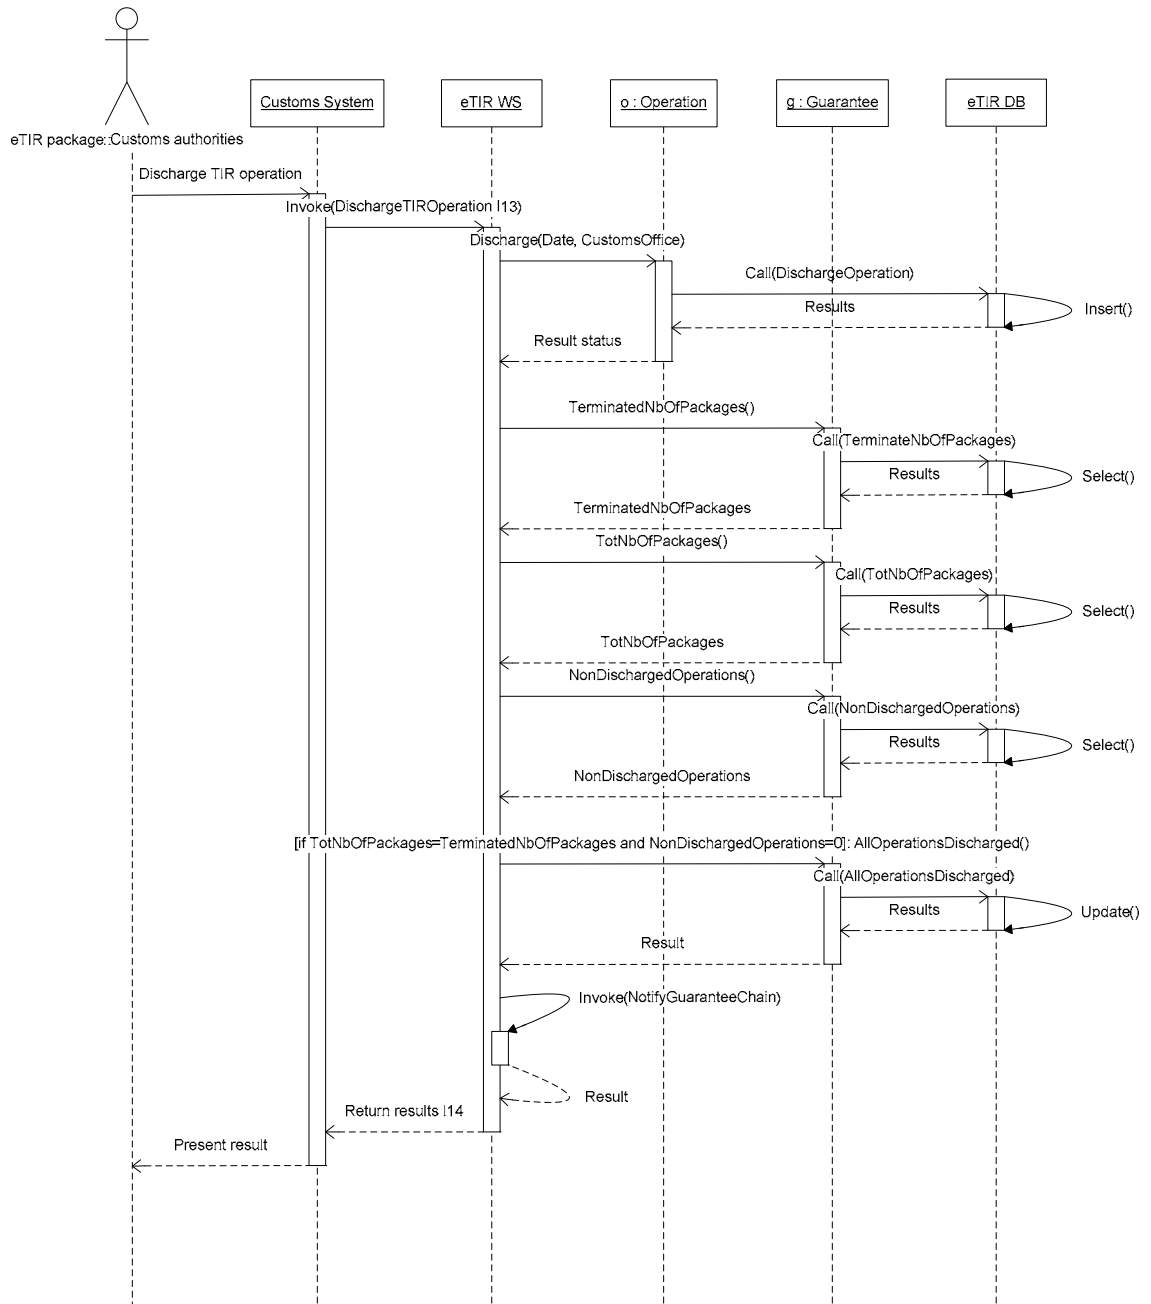 Customs System
eTIR WS
o : Operation
g : Guarantee
eTIR DB
eTIR package::Customs authorities
Discharge TIR operation
Invoke(DischargeTIROperation I13)
Discharge(Date, CustomsOffice)
Call(DischargeOperation)
Results
Insert()
Result status
TerminatedNbOfPackages()
Call(TerminateNbOfPackages)
Results
Select()
TerminatedNbOfPackages
TotNbOfPackages()
Call(TotNbOfPackages)
Results
Select()
TotNbOfPackages
NonDischargedOperations()
Call(NonDischargedOperations)
Results
Select()
NonDischargedOperations
[if TotNbOfPackages=TerminatedNbOfPackages and NonDischargedOperations=0]: AllOperationsDischarged()
Call(AllOperationsDischarged)
Results
Update()
Result
Invoke(NotifyGuaranteeChain)
Result
Return results I14
Present result